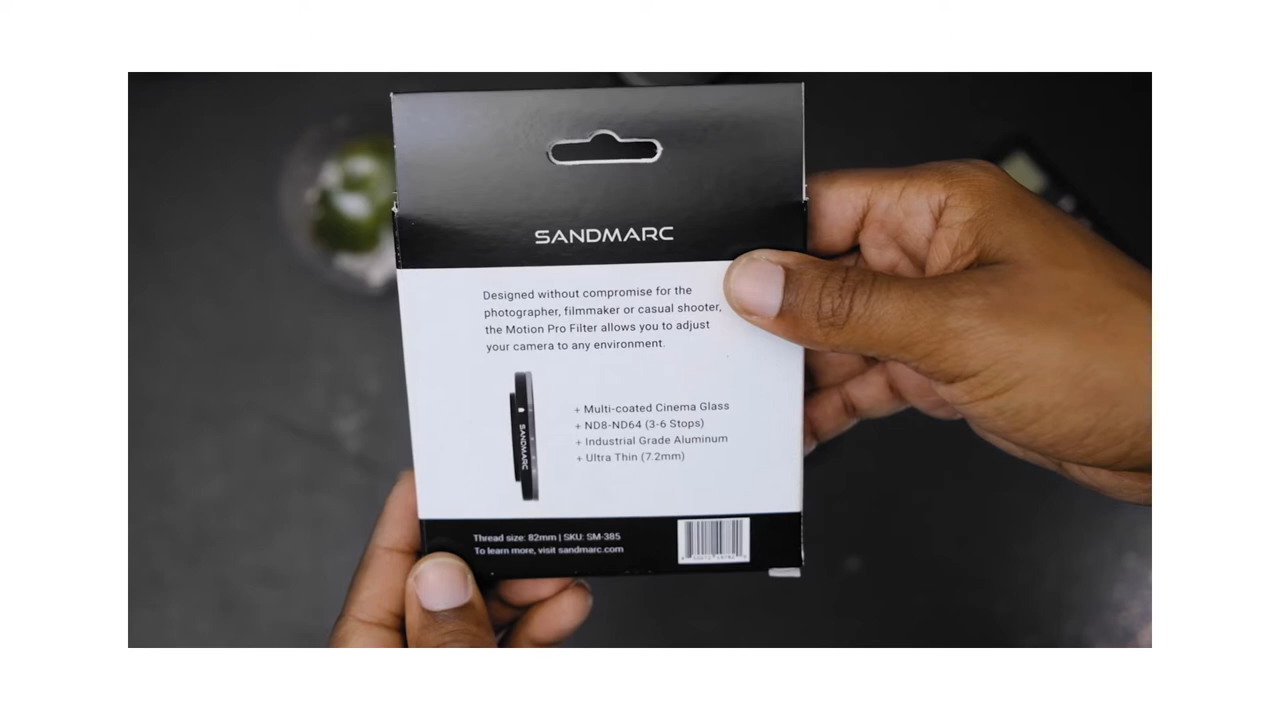 SANDMARC
Designed without compromise for the
photographer, filmmaker or casual shooter,
the Motion Pro Filter allows you to adjust
your camera to any environment.
SANDMARC
+ Multi-coated Cinema Glass
+ ND8-ND64 (3-6 Stops)
+ Industrial Grade Aluminum
+ Ultra Thin (7.2mm)
Thread size: 82mm | SKU: SM-385
To learn more, visit sandmarc.com